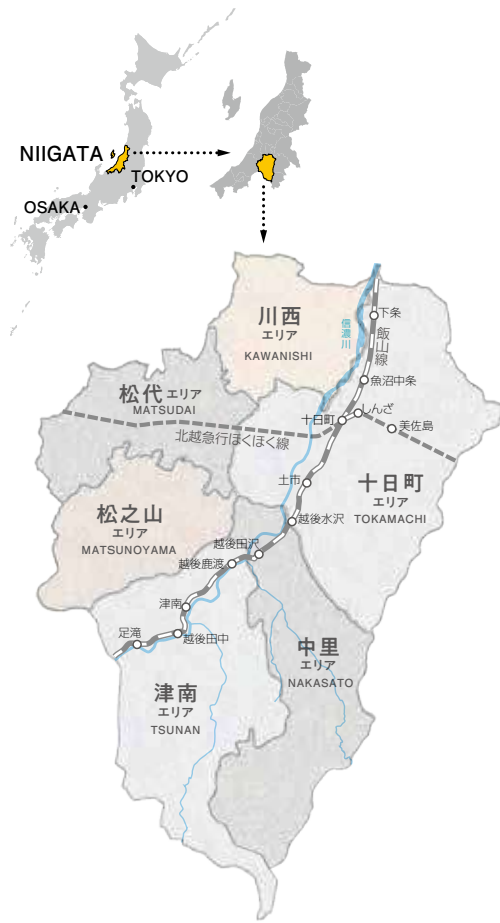 NIIGATA
TOKYO
OSAKA
川西
エリア
KAWANISHI
信濃川
下条
飯山線
魚沼中条
松代エリア
MATSUDAI
十日町
しんざ
美佐島
北越急行ほくほく線
土市
十日町
エリア
TOKAMACHI
松之山
エリア
MATSUNOYAMA
越後水沢
越後田沢
越後鹿渡
津南
足滝
越後田中
中里
エリア
NAKASATO
津南
エリア
TSUNAN